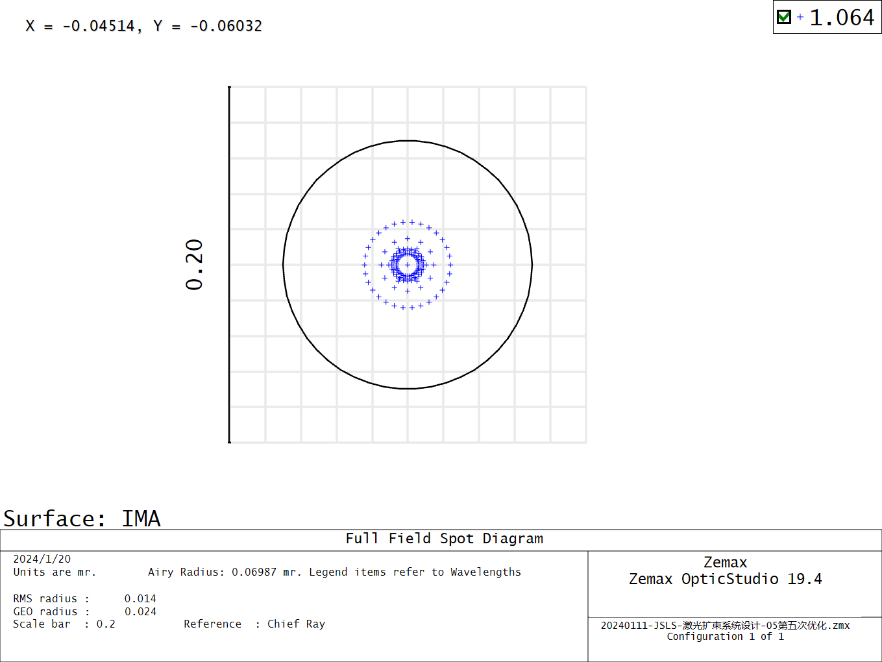 X = -0.04514, Y = -0.06032
+ 1.064
0.20
Surface: IMA
Full Field Spot Diagram
2024/1/20
Units are mr. Airy Radius: 0.06987 mr. Legend items refer to Wavelengths
RMS radius : 0.014
GEO radius : 0.024
Scale bar : 0.2 Reference : Chief Ray
Zemax
Zemax OpticStudio 19.4
20240111-JSLS-激光扩束系统设计-05第五次优化.zmx
Configuration 1 of 1